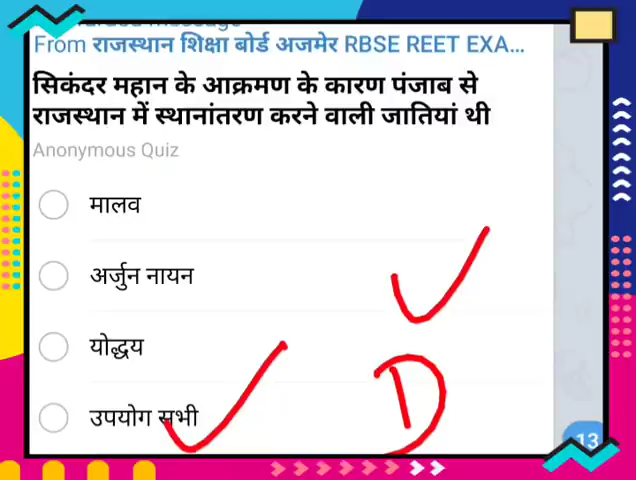 From राजस्थान शिक्षा बोर्ड अजमेर RBSE REET EXA...
सिकंदर महान के आक्रमण के कारण पंजाब से
राजस्थान में स्थानांतरण करने वाली जातियां थी
Anonymous Quiz
मालव
अर्जुन नायन
योद्धय
उपयोग सभी
D
13